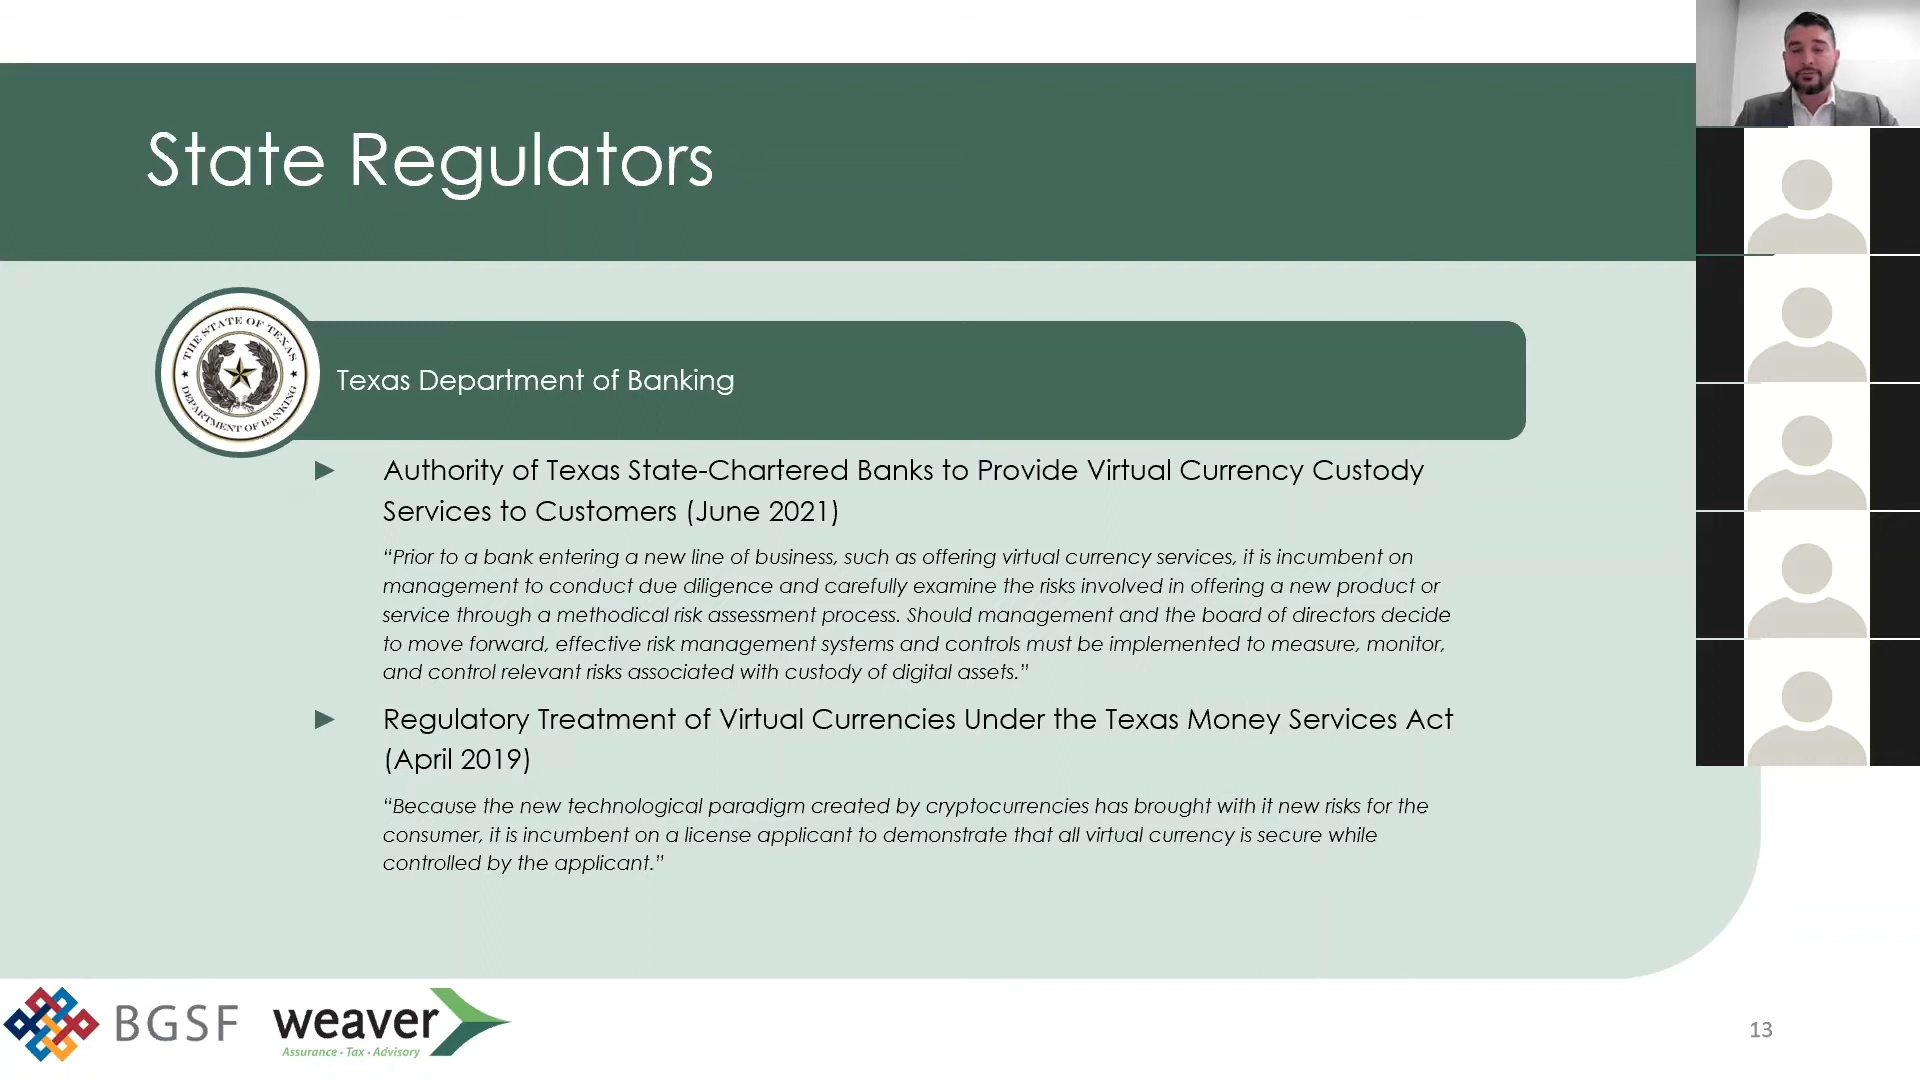 State Regulators
THE STATE OF TEXAS
DEPARTMENT OF BANKING
Texas Department of Banking
Authority of Texas State-Chartered Banks to Provide Virtual Currency Custody
Services to Customers (June 2021)
“Prior to a bank entering a new line of business, such as offering virtual currency services, it is incumbent on
management to conduct due diligence and carefully examine the risks involved in offering a new product or
service through a methodical risk assessment process. Should management and the board of directors decide
to move forward, effective risk management systems and controls must be implemented to measure, monitor,
and control relevant risks associated with custody of digital assets.”
Regulatory Treatment of Virtual Currencies Under the Texas Money Services Act
(April 2019)
“Because the new technological paradigm created by cryptocurrencies has brought with it new risks for the
consumer, it is incumbent on a license applicant to demonstrate that all virtual currency is secure while
controlled by the applicant.”
BGSF
weaver
Assurance • Tax • Advisory
13